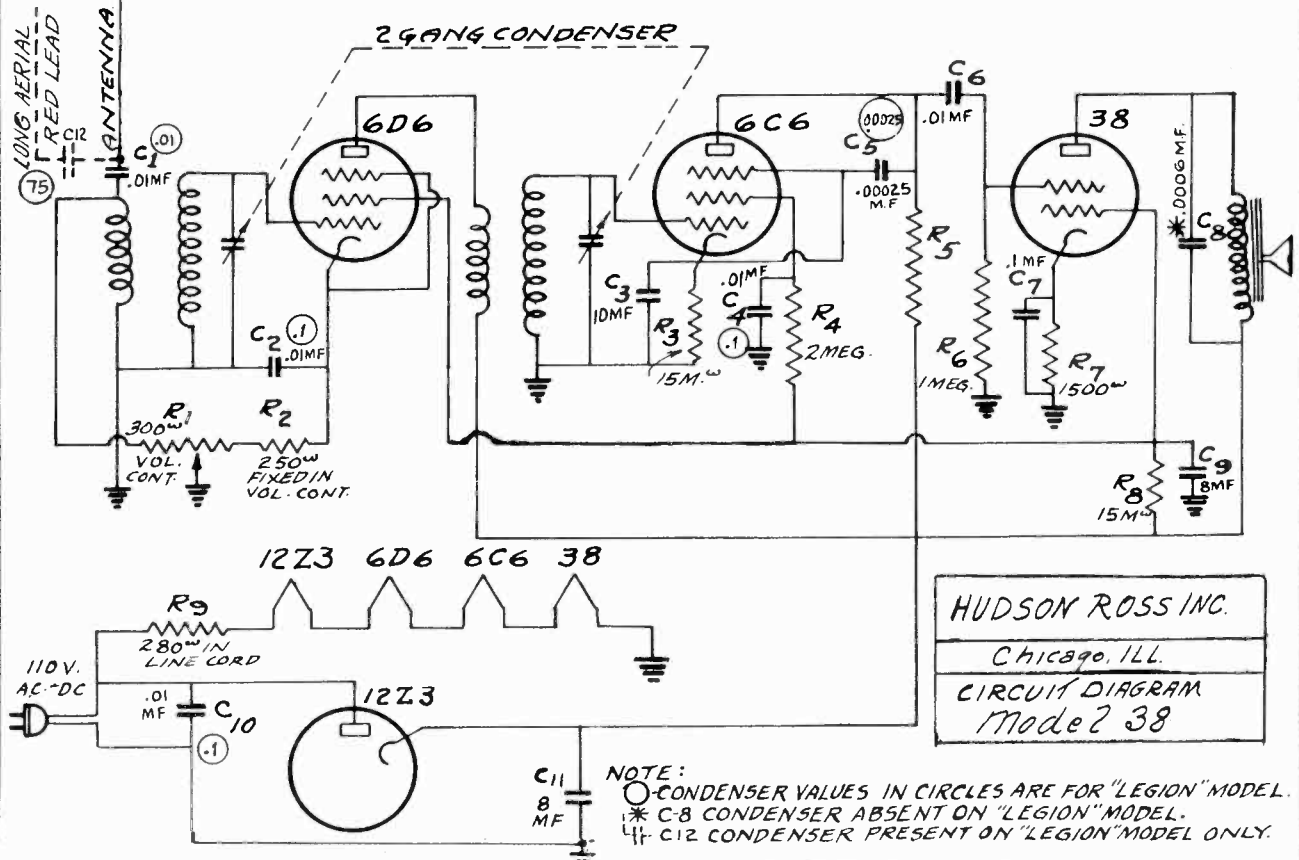 2 GANG CONDENSER
LONG AERIAL
RED LEAD
ANTENNA
C12
75
C1
.01
.01MF
6D6
6C6
38
C2
.1
.01MF
R1
300ω
VOL.
CONT.
R2
250ω
FIXED IN
VOL. CONT.
C3
10MF
R3
15M.ω
.01MF
C4
.1
R4
2MEG.
.00025
C5
.00025
M.F
C6
.01MF
R5
R6
1MEG.
.1MF
C7
R7
1500ω
*.0006 M.F.
C8
R8
15Mω
C9
8MF
12Z3 6D6 6C6 38
R9
280ω IN
LINE CORD
110V.
AC.-DC
.01
MF
C10
.1
12Z3
C11
8
MF
HUDSON ROSS INC.
Chicago, ILL.
CIRCUIT DIAGRAM
Model 38
NOTE:
CONDENSER VALUES IN CIRCLES ARE FOR "LEGION" MODEL.
* C-8 CONDENSER ABSENT ON "LEGION" MODEL.
C12 CONDENSER PRESENT ON "LEGION" MODEL ONLY.